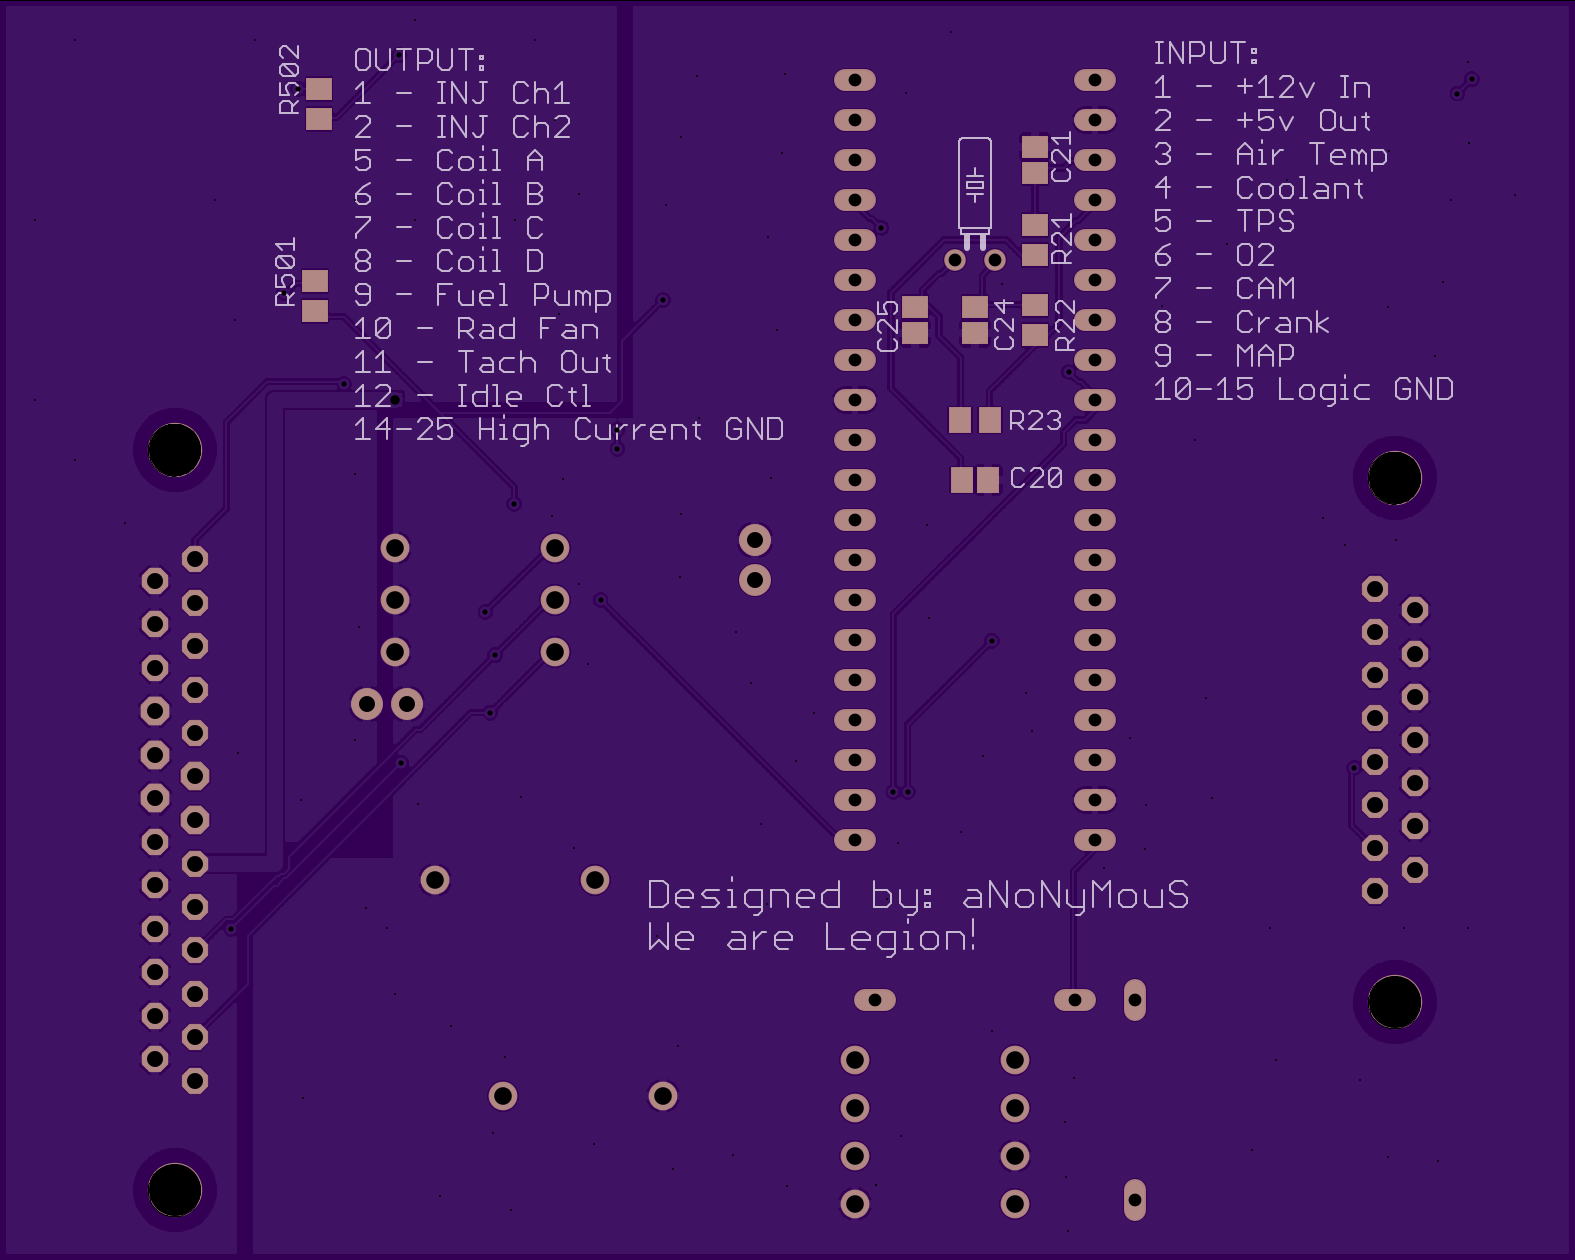 R502
OUTPUT:
1 - INJ Ch1
2 - INJ Ch2
5 - Coil A
6 - Coil B
7 - Coil C
8 - Coil D
9 - Fuel Pump
10 - Rad Fan
11 - Tach Out
12 - Idle Ctl
14-25 High Current GND
R501
INPUT:
1 - +12v In
2 - +5v Out
3 - Air Temp
4 - Coolant
5 - TPS
6 - O2
7 - CAM
8 - Crank
9 - MAP
10-15 Logic GND
C21
R21
C25
C24
R22
R23
C20
Designed by: aNoNyMouS
We are Legion!